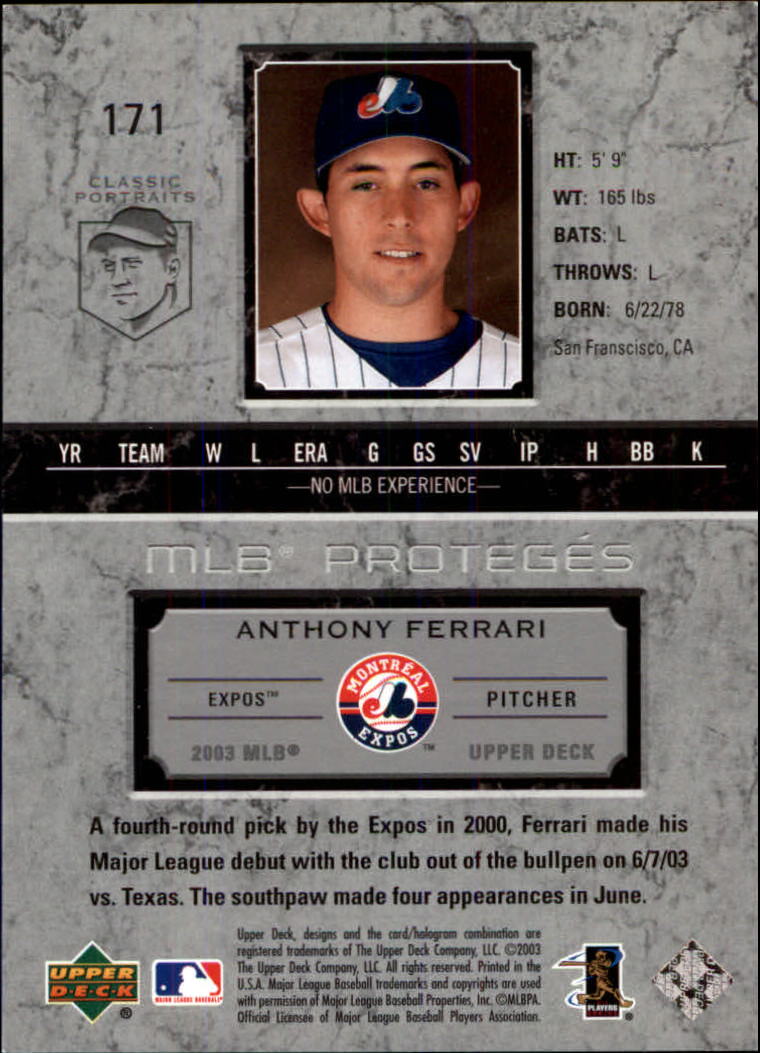 171
CLASSIC
PORTRAITS
HT: 5' 9"
WT: 165 lbs
BATS: L
THROWS: L
BORN: 6/22/78
San Franscisco, CA
YR TEAM W L ERA G GS SV IP H BB K
—NO MLB EXPERIENCE—
MLB® PROTEGÉS
ANTHONY FERRARI
EXPOS™
MONTRÉAL
EXPOS
™
PITCHER
2003 MLB®
UPPER DECK
A fourth-round pick by the Expos in 2000, Ferrari made his
Major League debut with the club out of the bullpen on 6/7/03
vs. Texas. The southpaw made four appearances in June.
Upper Deck, designs and the card/hologram combination are
registered trademarks of The Upper Deck Company, LLC. ©2003
The Upper Deck Company, LLC. All rights reserved. Printed in the
U.S.A. Major League Baseball trademarks and copyrights are used
with permission of Major League Baseball Properties, Inc. ©MLBPA.
Official Licensee of Major League Baseball Players Association.
UPPER
D·E·C·K
®
MAJOR LEAGUE BASEBALL®
PLAYERS
®